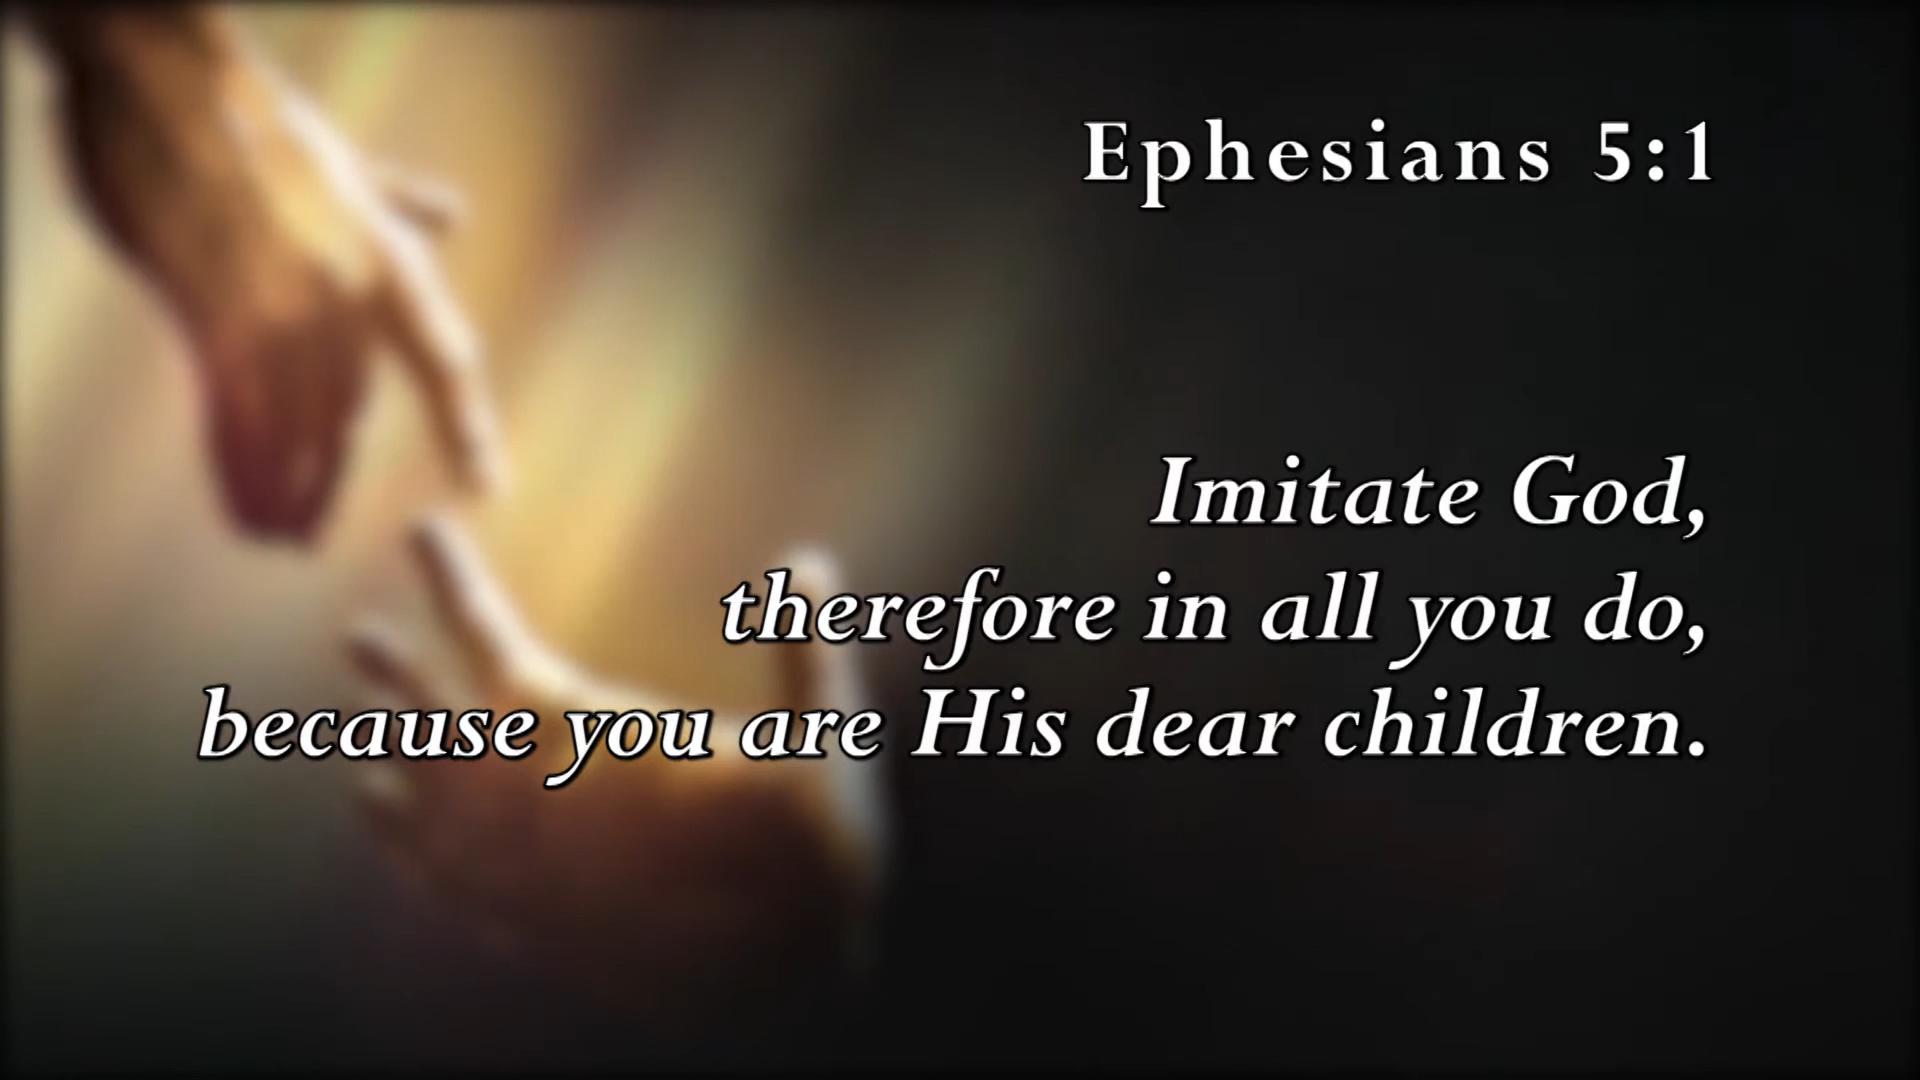 Ephesians 5:1
Imitate God,
therefore in all you do,
because you are His dear children.